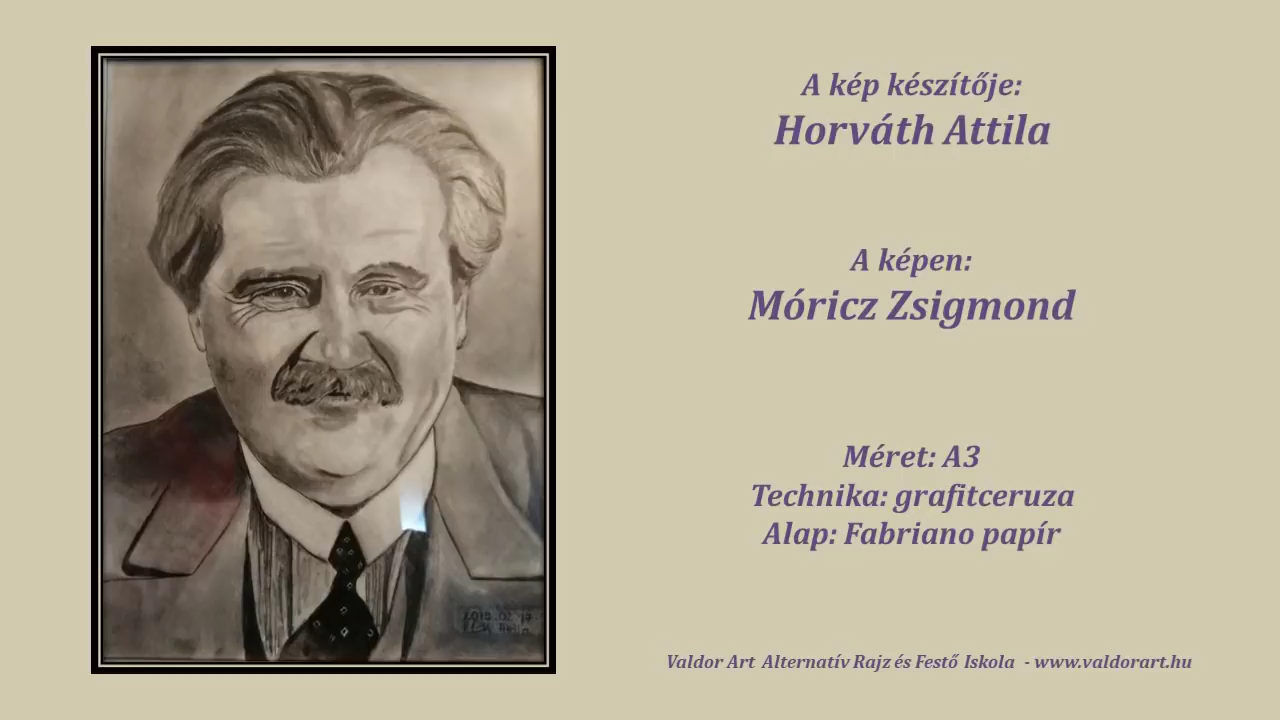 A kép készítője:
Horváth Attila
A képen:
Móricz Zsigmond
Méret: A3
Technika: grafitceruza
Alap: Fabriano papír
Valdor Art Alternatív Rajz és Festő Iskola - www.valdorart.hu